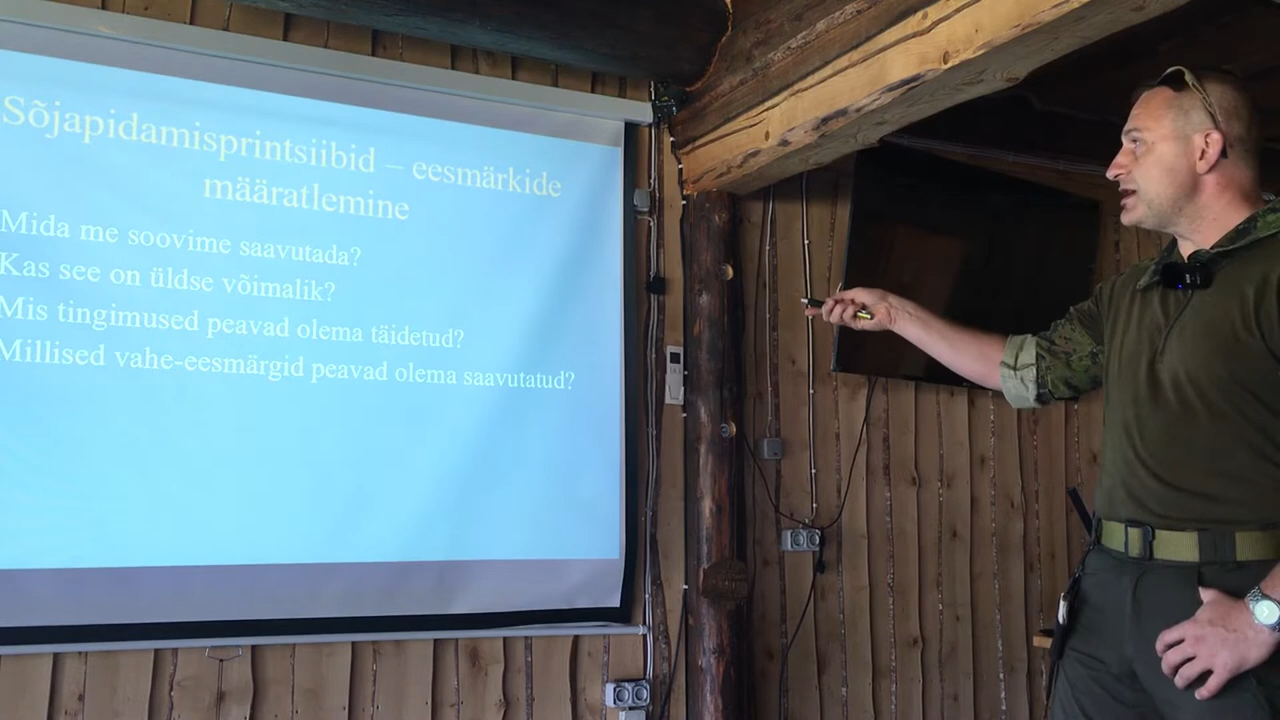 Sõjapidamisprintsiibid – eesmärkide
määratlemine
Mida me soovime saavutada?
Kas see on üldse võimalik?
Mis tingimused peavad olema täidetud?
Millised vahe-eesmärgid peavad olema saavutatud?